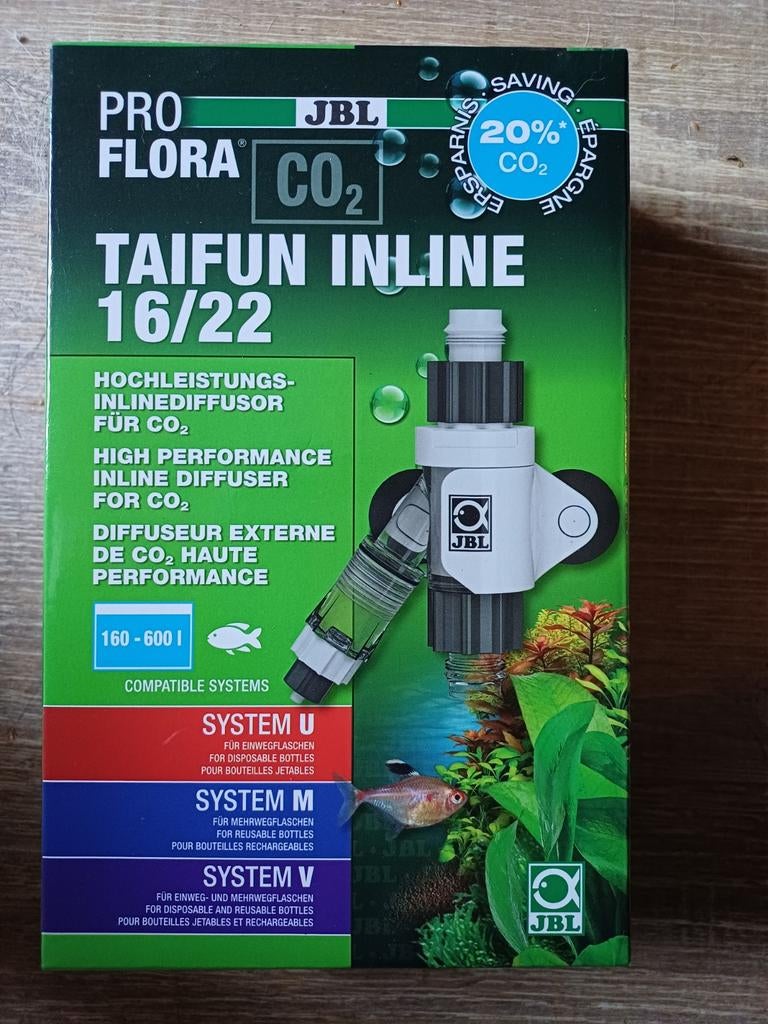 PRO
FLORA®
JBL
CO₂
ERSPARNIS · SAVING · ÉPARGNE
20%*
CO₂
TAIFUN INLINE
16/22
HOCHLEISTUNGS-
INLINEDIFFUSOR
FÜR CO₂
HIGH PERFORMANCE
INLINE DIFFUSER
FOR CO₂
DIFFUSEUR EXTERNE
DE CO₂ HAUTE
PERFORMANCE
JBL
160 - 600 l
COMPATIBLE SYSTEMS
SYSTEM U
FÜR EINWEGFLASCHEN
FOR DISPOSABLE BOTTLES
POUR BOUTEILLES JETABLES
SYSTEM M
FÜR MEHRWEGFLASCHEN
FOR REUSABLE BOTTLES
POUR BOUTEILLES RECHARGEABLES
SYSTEM V
FÜR EINWEG- UND MEHRWEGFLASCHEN
FOR DISPOSABLE AND REUSABLE BOTTLES
POUR BOUTEILLES JETABLES ET RECHARGEABLES
JBL